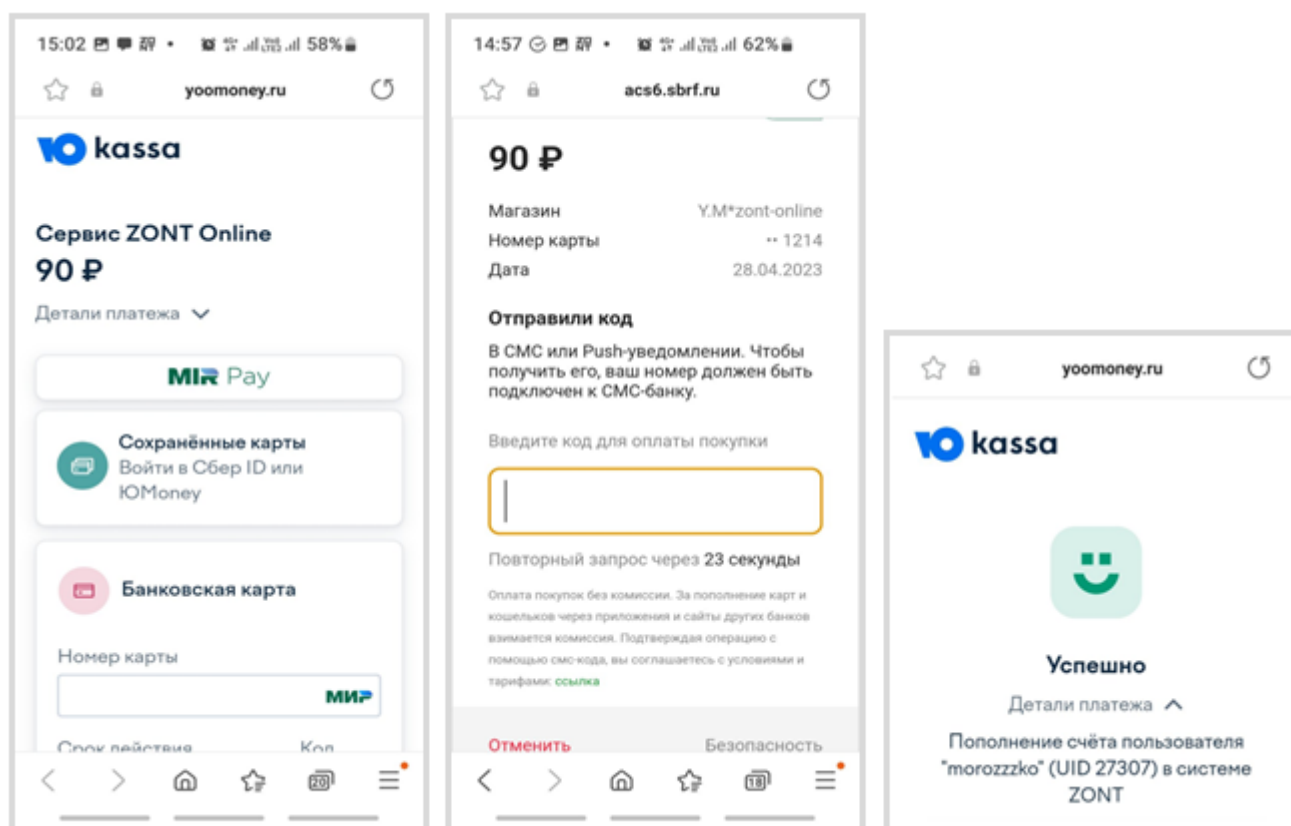 15:02 58%
yoomoney.ru
Ю kassa
Сервис ZONT Online
90 ₽
Детали платежа
MIR Pay
Сохранённые карты
Войти в Сбер ID или
ЮMoney
Банковская карта
Номер карты
МИР
Срок действия Код
20
14:57 62%
acs6.sbrf.ru
90 ₽
Магазин Y.M*zont-online
Номер карты •• 1214
Дата 28.04.2023
Отправили код
В СМС или Push-уведомлении. Чтобы
получить его, ваш номер должен быть
подключен к СМС-банку.
Введите код для оплаты покупки
Повторный запрос через 23 секунды
Оплата покупок без комиссии. За пополнение карт и
кошельков через приложения и сайты других банков
взимается комиссия. Подтверждая операцию с
помощью смс-кода, вы соглашаетесь с условиями и
тарифами: ссылка
Отменить Безопасность
18
yoomoney.ru
Ю kassa
Успешно
Детали платежа
Пополнение счёта пользователя
"morozzzko" (UID 27307) в системе
ZONT